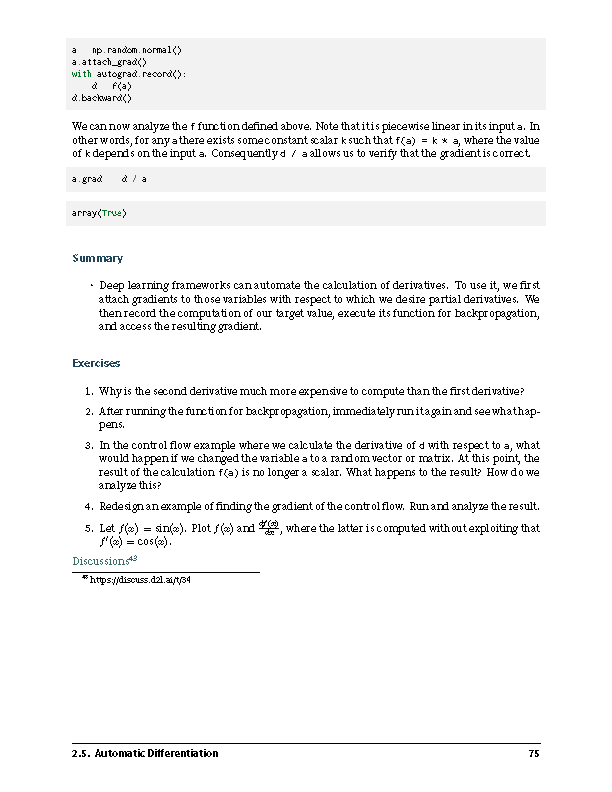 a   np.random.normal()
a.attach_grad()
with autograd.record():
    d   f(a)
d.backward()
We can now analyze the f function defined above. Note that it is piecewise linear in its input a. In
other words, for any a there exists some constant scalar k such that f(a) = k * a, where the value
of k depends on the input a. Consequently d / a allows us to verify that the gradient is correct.
a.grad    d / a
array(True)
Summary
• Deep learning frameworks can automate the calculation of derivatives. To use it, we first
attach gradients to those variables with respect to which we desire partial derivatives. We
then record the computation of our target value, execute its function for backpropagation,
and access the resulting gradient.
Exercises
1. Why is the second derivative much more expensive to compute than the first derivative?
2. After running the function for backpropagation, immediately run it again and see what hap-
pens.
3. In the control flow example where we calculate the derivative of d with respect to a, what
would happen if we changed the variable a to a random vector or matrix. At this point, the
result of the calculation f(a) is no longer a scalar. What happens to the result? How do we
analyze this?
4. Redesign an example of finding the gradient of the control flow. Run and analyze the result.
5. Let f(x) = sin(x). Plot f(x) and df(x)/dx, where the latter is computed without exploiting that
f′(x) = cos(x).
Discussions43
43 https://discuss.d2l.ai/t/34
2.5. Automatic Differentiation 75